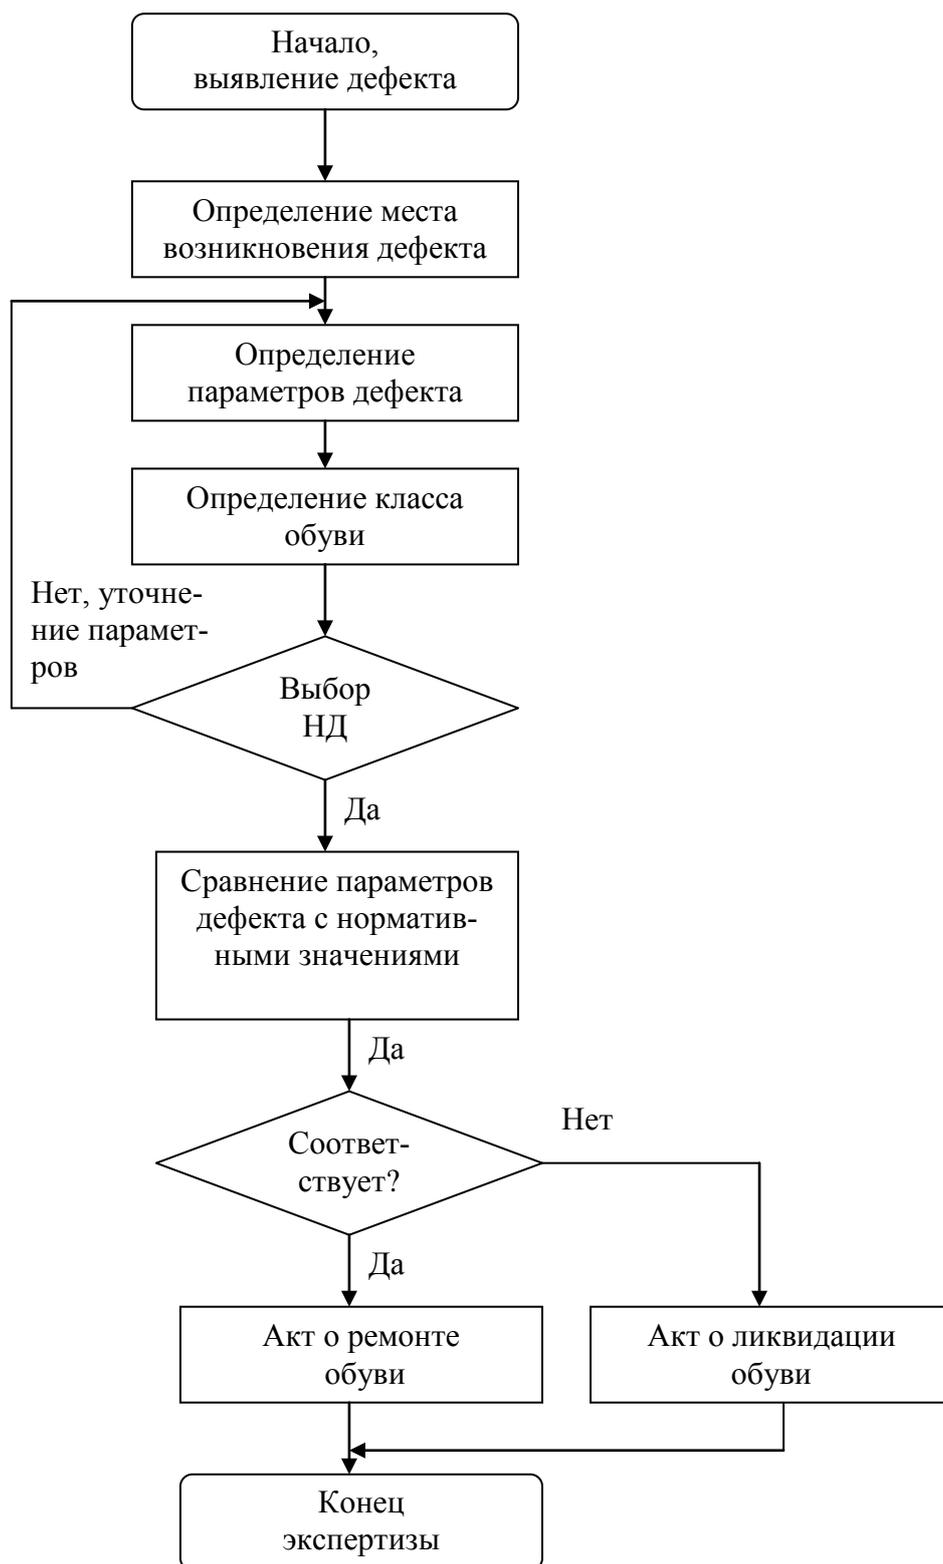 Начало,
выявление дефекта
Определение места
возникновения дефекта
Определение
параметров дефекта
Определение класса
обуви
Нет, уточне-
ние парамет-
ров
Выбор
НД
Да
Сравнение параметров
дефекта с норматив-
ными значениями
Да
Нет
Соответ-
ствует?
Да
Акт о ремонте
обуви
Акт о ликвидации
обуви
Конец
экспертизы